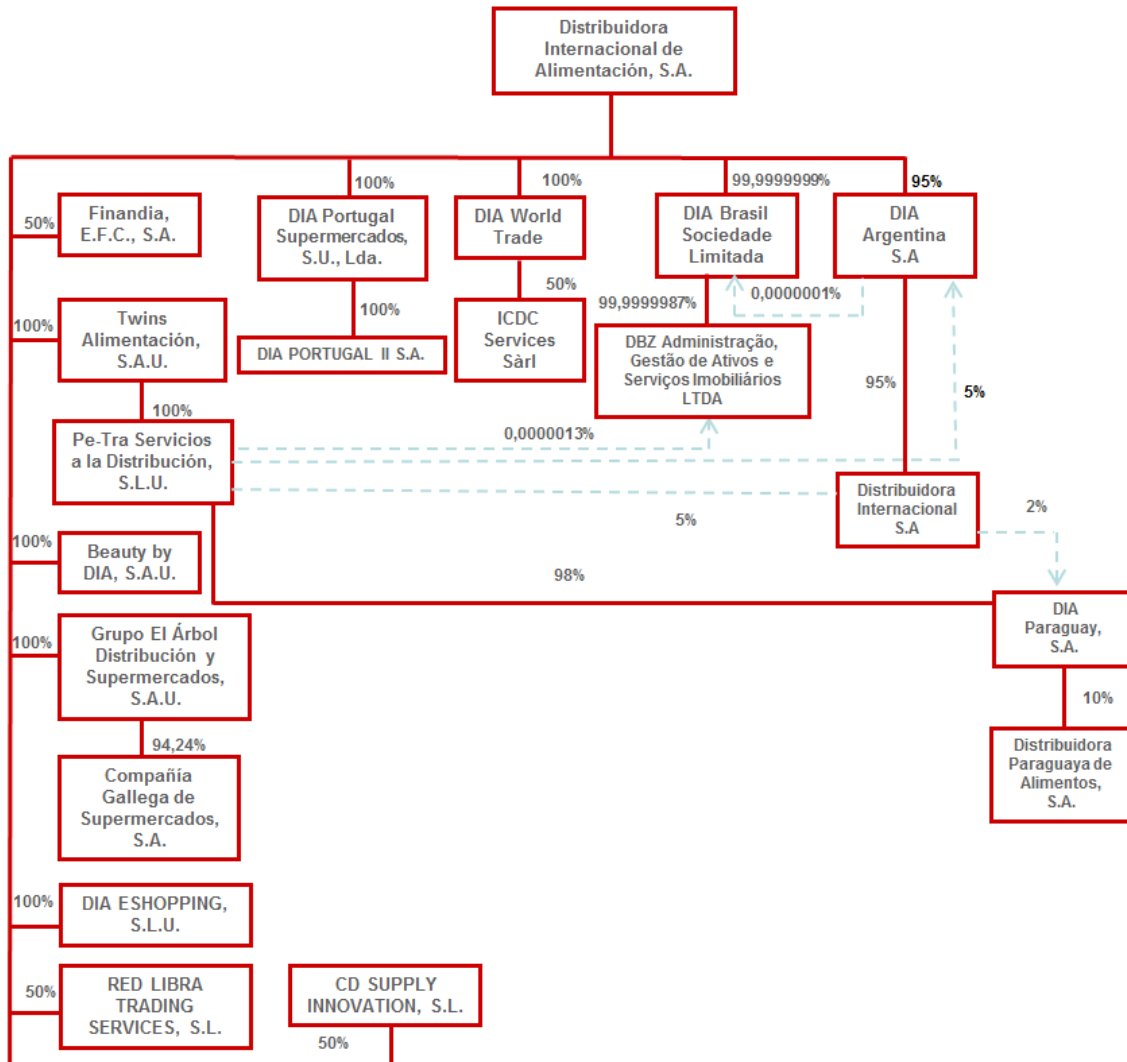 Distribuidora
Internacional de
Alimentación, S.A.
100%
100%
99,9999999%
95%
50%
Finandia,
E.F.C., S.A.
DIA Portugal
Supermercados,
S.U., Lda.
DIA World
Trade
DIA Brasil
Sociedade
Limitada
DIA
Argentina
S.A
100%
50%
99,9999987%
0,0000001%
100%
Twins
Alimentación,
S.A.U.
DIA PORTUGAL II S.A.
ICDC
Services
Sàrl
DBZ Administração,
Gestão de Ativos e
Serviços Imobiliários
LTDA
95%
5%
100%
Pe-Tra Servicios
a la Distribución,
S.L.U.
0,0000013%
5%
Distribuidora
Internacional
S.A
2%
100%
Beauty by
DIA, S.A.U.
98%
DIA
Paraguay,
S.A.
100%
Grupo El Árbol
Distribución y
Supermercados,
S.A.U.
10%
94,24%
Compañía
Gallega de
Supermercados,
S.A.
Distribuidora
Paraguaya de
Alimentos,
S.A.
100%
DIA ESHOPPING,
S.L.U.
50%
RED LIBRA
TRADING
SERVICES, S.L.
CD SUPPLY
INNOVATION, S.L.
50%